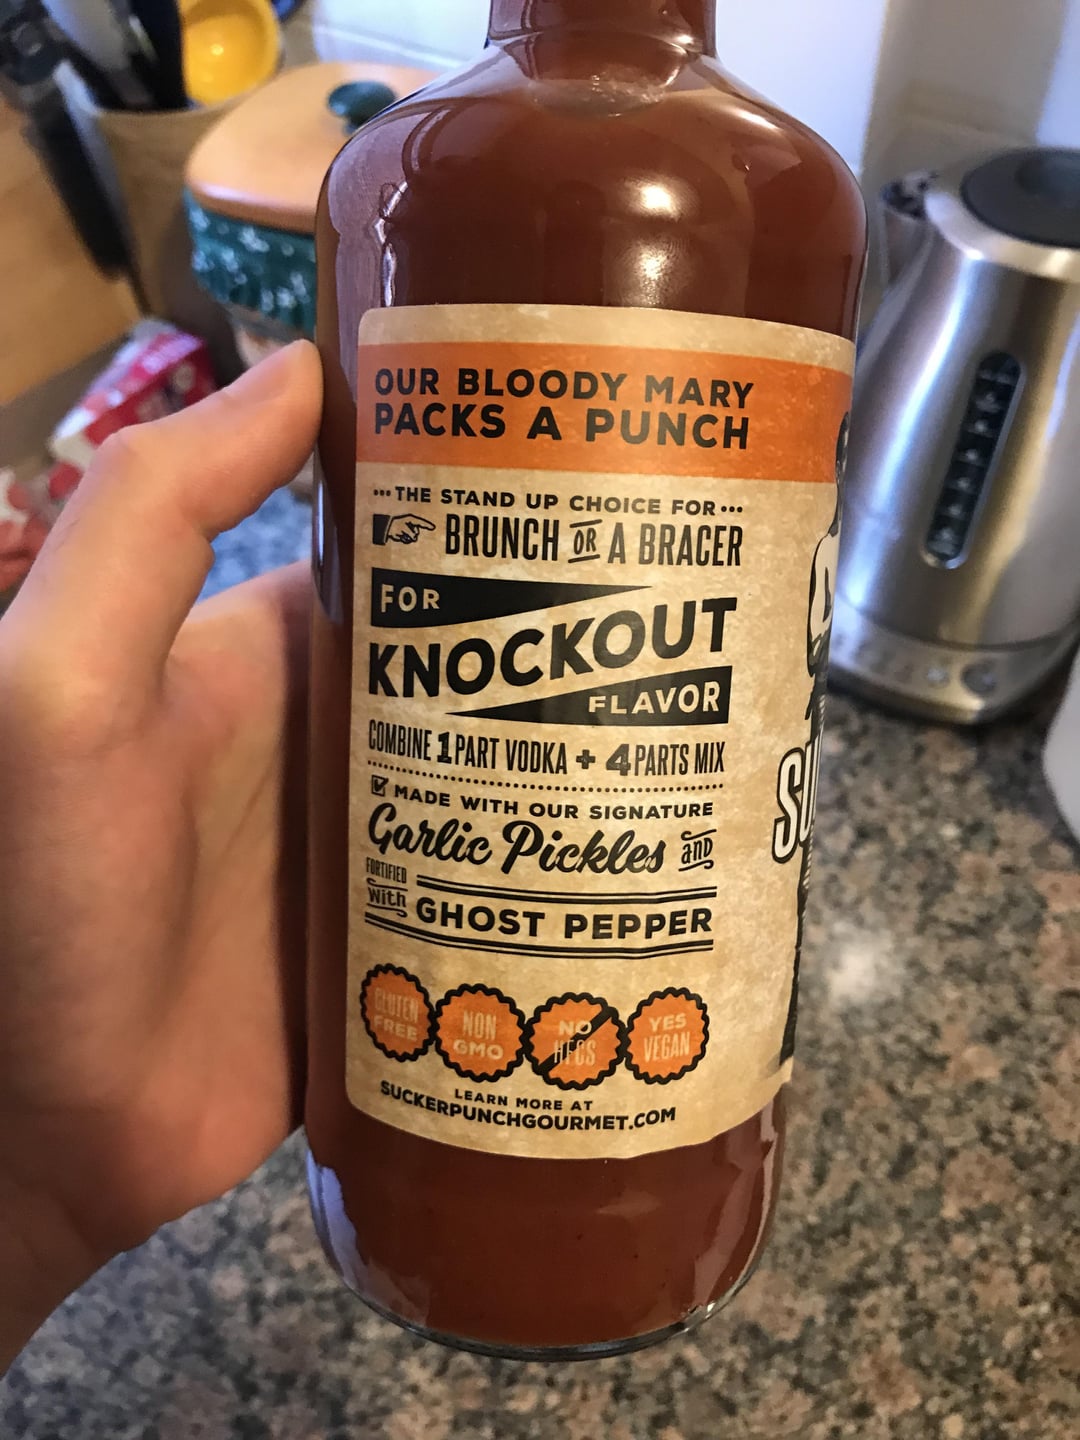 OUR BLOODY MARY
PACKS A PUNCH
···THE STAND UP CHOICE FOR···
BRUNCH OR A BRACER
FOR
KNOCKOUT
FLAVOR
COMBINE 1 PART VODKA + 4 PARTS MIX
MADE WITH OUR SIGNATURE
Garlic Pickles and
FORTIFIED
with GHOST PEPPER
GLUTEN
FREE
NON
GMO
NO
HFCS
YES
VEGAN
LEARN MORE AT
SUCKERPUNCHGOURMET.COM
SU